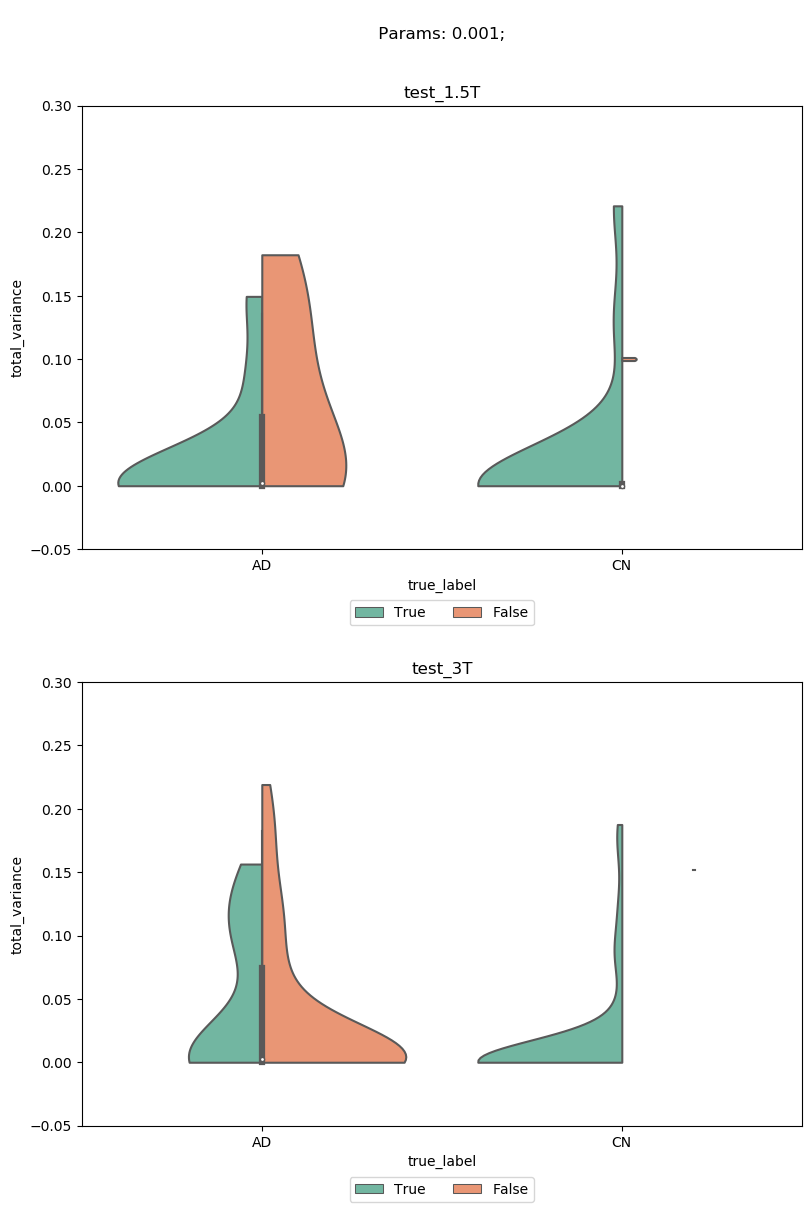 Params: 0.001;
test_1.5T
0.30
0.25
0.20
0.15
0.10
0.05
0.00
−0.05
total_variance
AD CN
true_label
True False
test_3T
0.30
0.25
0.20
0.15
0.10
0.05
0.00
−0.05
total_variance
AD CN
true_label
True False